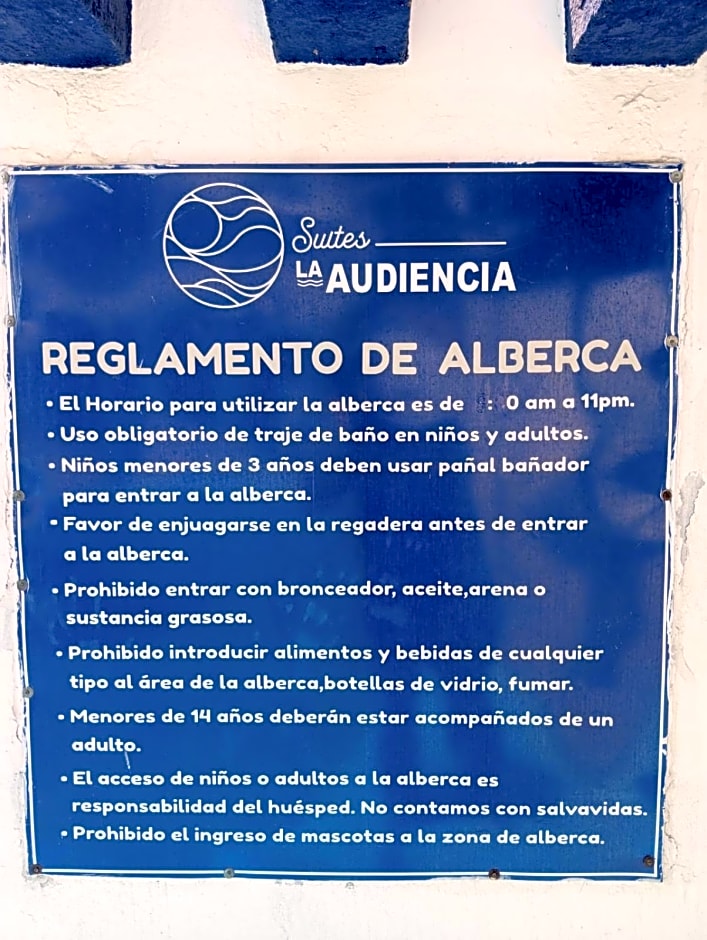 Suites
LA AUDIENCIA
REGLAMENTO DE ALBERCA
• El Horario para utilizar la alberca es de : 0 am a 11pm.
• Uso obligatorio de traje de baño en niños y adultos.
• Niños menores de 3 años deben usar pañal bañador
para entrar a la alberca.
• Favor de enjuagarse en la regadera antes de entrar
a la alberca.
• Prohibido entrar con bronceador, aceite,arena o
sustancia grasosa.
• Prohibido introducir alimentos y bebidas de cualquier
tipo al área de la alberca,botellas de vidrio, fumar.
• Menores de 14 años deberán estar acompañados de un
adulto.
• El acceso de niños o adultos a la alberca es
responsabilidad del huésped. No contamos con salvavidas.
• Prohibido el ingreso de mascotas a la zona de alberca.